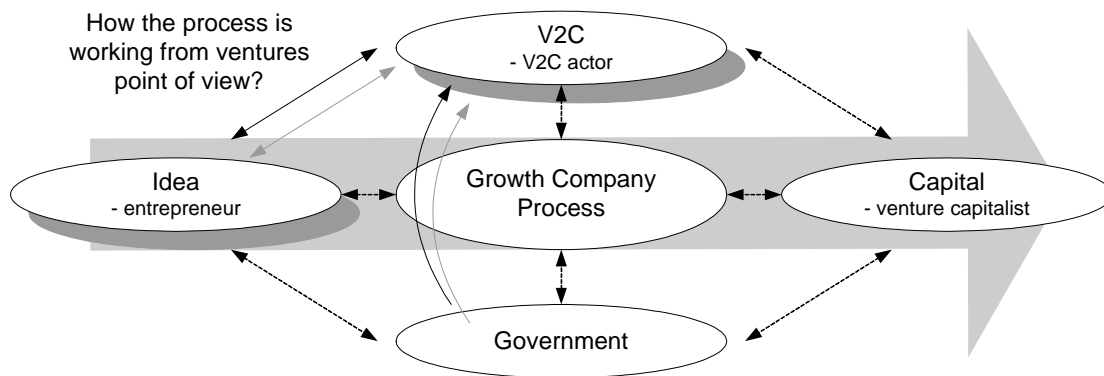 How the process is
working from ventures
point of view?
V2C
- V2C actor
Idea
- entrepreneur
Growth Company
Process
Capital
- venture capitalist
Government